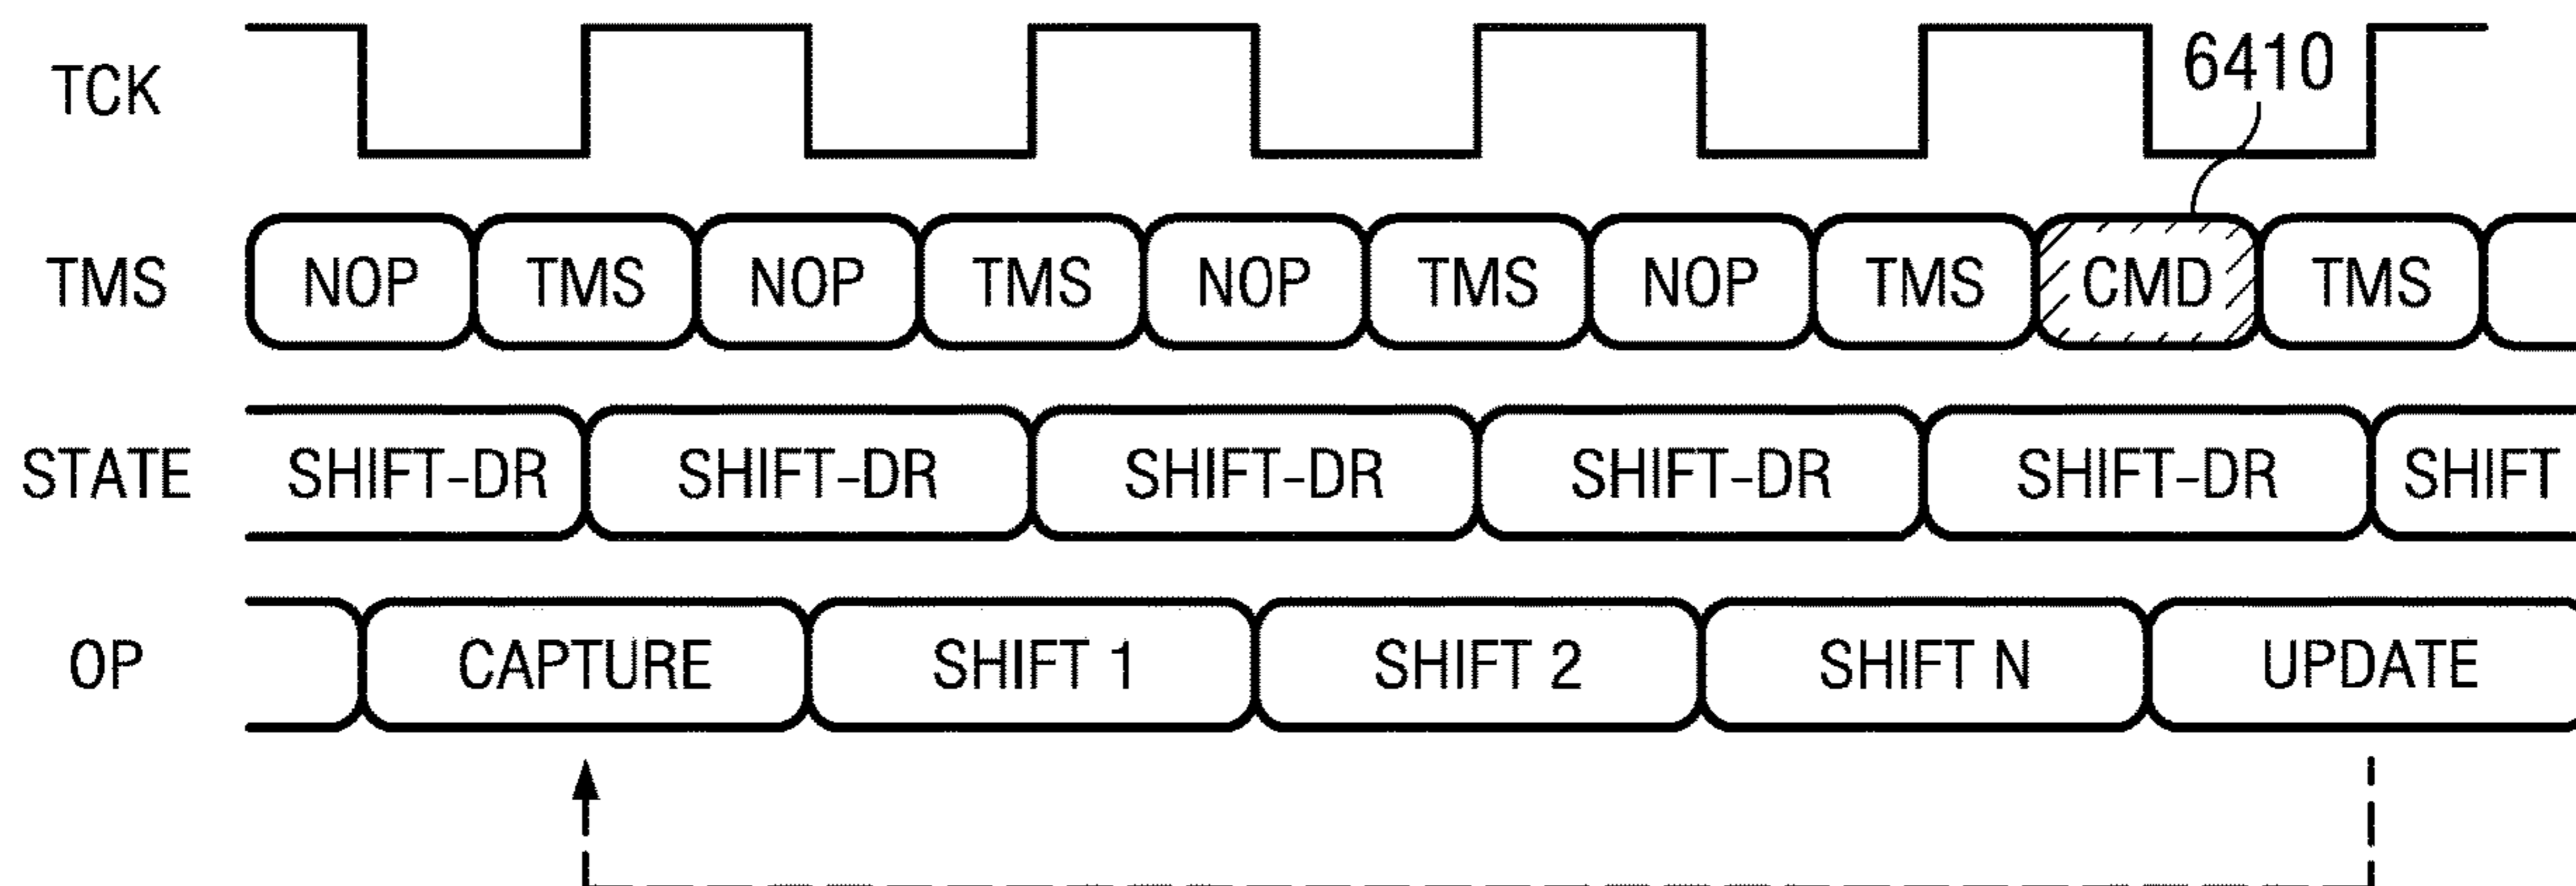 TCK 6410
TMS NOP TMS NOP TMS NOP TMS NOP TMS CMD TMS
STATE SHIFT-DR SHIFT-DR SHIFT-DR SHIFT-DR SHIFT-DR SHIFT
OP CAPTURE SHIFT 1 SHIFT 2 SHIFT N UPDATE